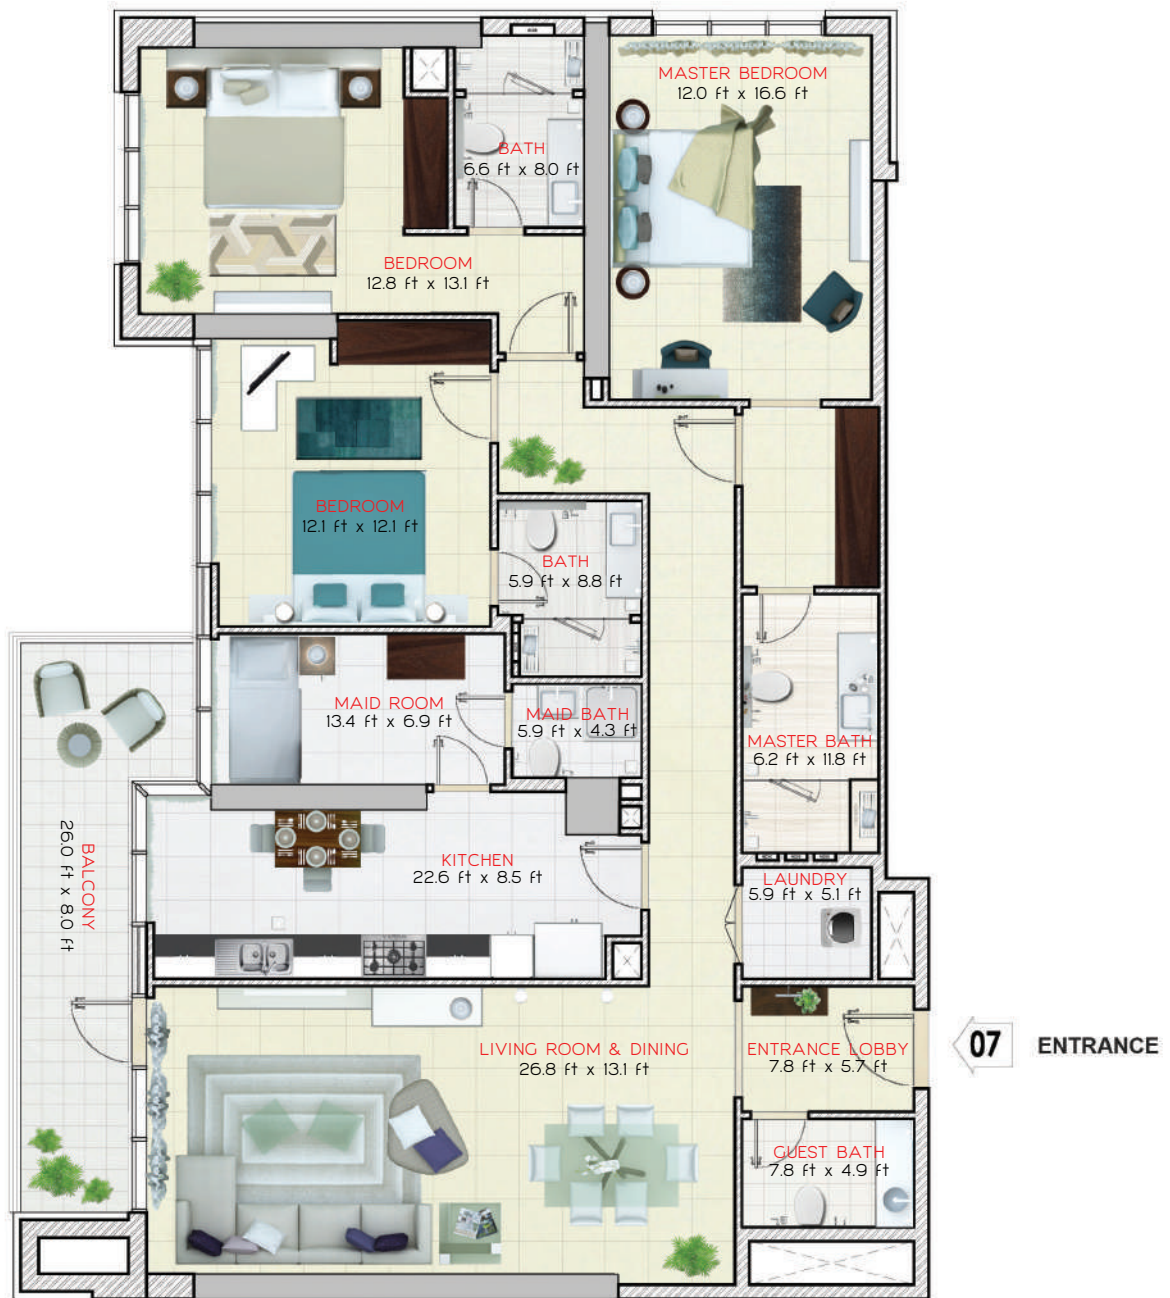 MASTER BEDROOM
12.0 ft x 16.6 ft
BATH
6.6 ft x 8.0 ft
BEDROOM
12.8 ft x 13.1 ft
BEDROOM
12.1 ft x 12.1 ft
BATH
5.9 ft x 8.8 ft
MAID ROOM
13.4 ft x 6.9 ft
MAID BATH
5.9 ft x 4.3 ft
MASTER BATH
6.2 ft x 11.8 ft
BALCONY
26.0 ft x 8.0 ft
KITCHEN
22.6 ft x 8.5 ft
LAUNDRY
5.9 ft x 5.1 ft
LIVING ROOM & DINING
26.8 ft x 13.1 ft
ENTRANCE LOBBY
7.8 ft x 5.7 ft
07 ENTRANCE
GUEST BATH
7.8 ft x 4.9 ft